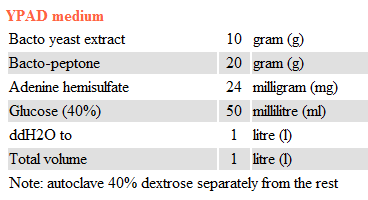 YPAD medium
Bacto yeast extract 10 gram (g)
Bacto-peptone 20 gram (g)
Adenine hemisulfate 24 milligram (mg)
Glucose (40%) 50 millilitre (ml)
ddH2O to 1 litre (l)
Total volume 1 litre (l)
Note: autoclave 40% dextrose separately from the rest